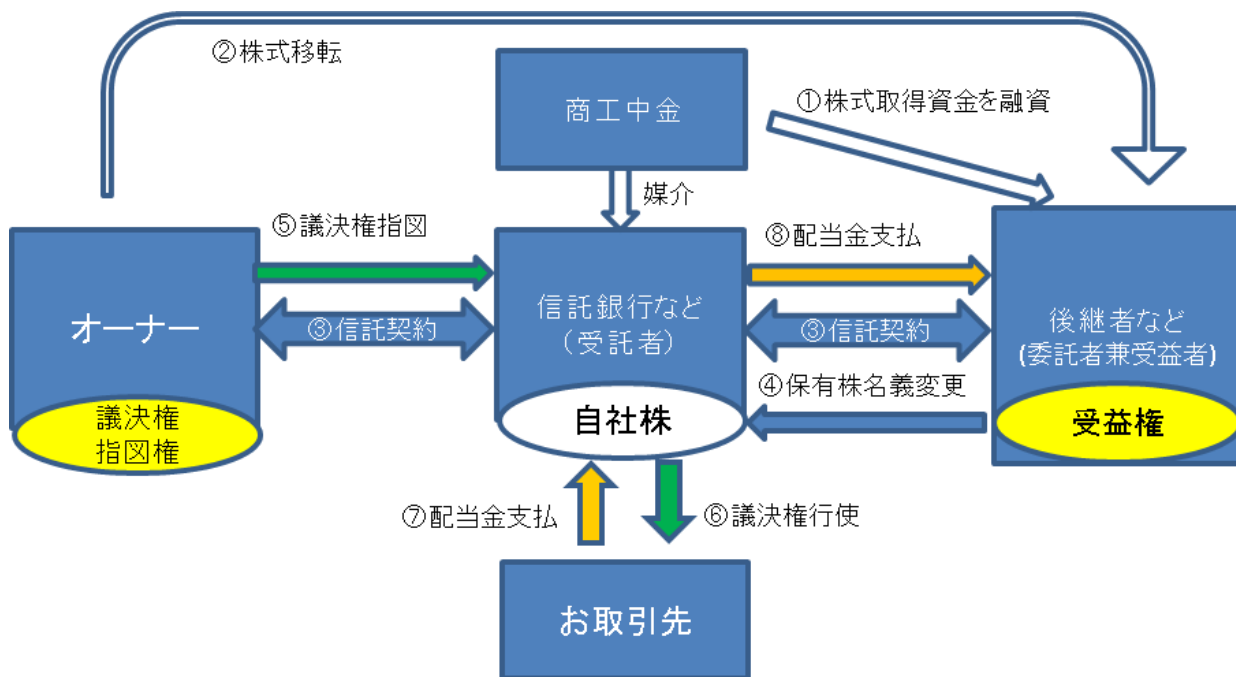 ②株式移転
商工中金
①株式取得資金を融資
媒介
⑤議決権指図
⑧配当金支払
オーナー
③信託契約
信託銀行など
（受託者）
③信託契約
後継者など
(委託者兼受益者)
④保有株名義変更
議決権
指図権
自社株
受益権
⑦配当金支払
⑥議決権行使
お取引先